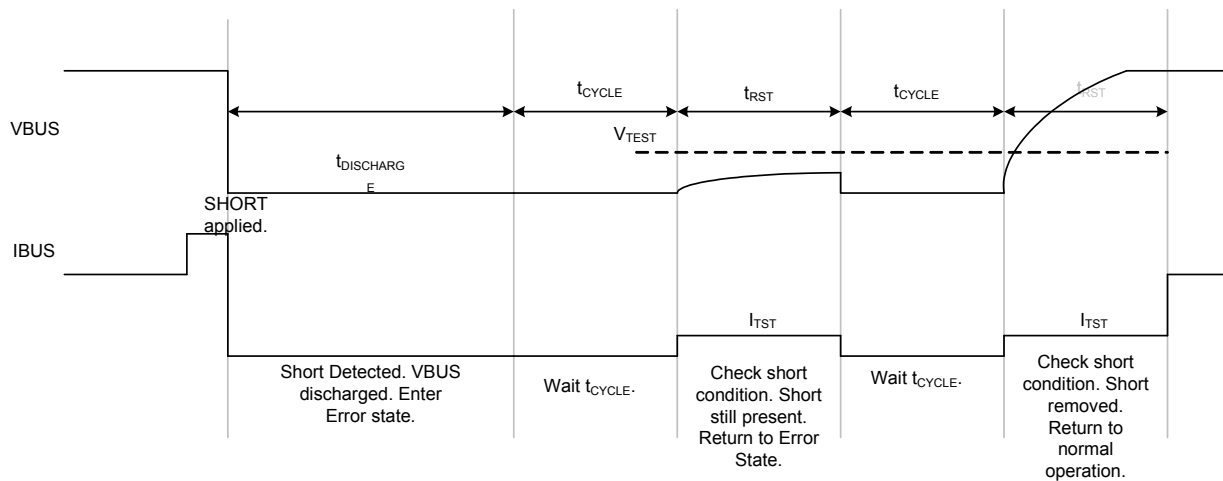 VBUS
tCYCLE
tRST
tCYCLE
tRST
VTEST
tDISCHARG
E
SHORT
applied.
IBUS
ITST
ITST
Short Detected. VBUS
discharged. Enter
Error state.
Wait tCYCLE.
Check short
condition. Short
still present.
Return to Error
State.
Wait tCYCLE.
Check short
condition. Short
removed.
Return to
normal
operation.